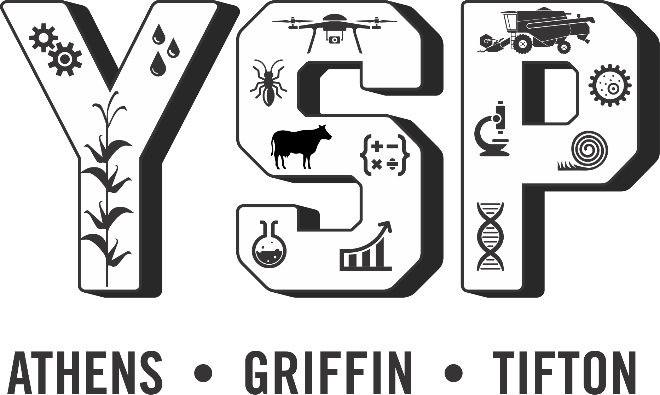 YSP
ATHENS • GRIFFIN • TIFTON